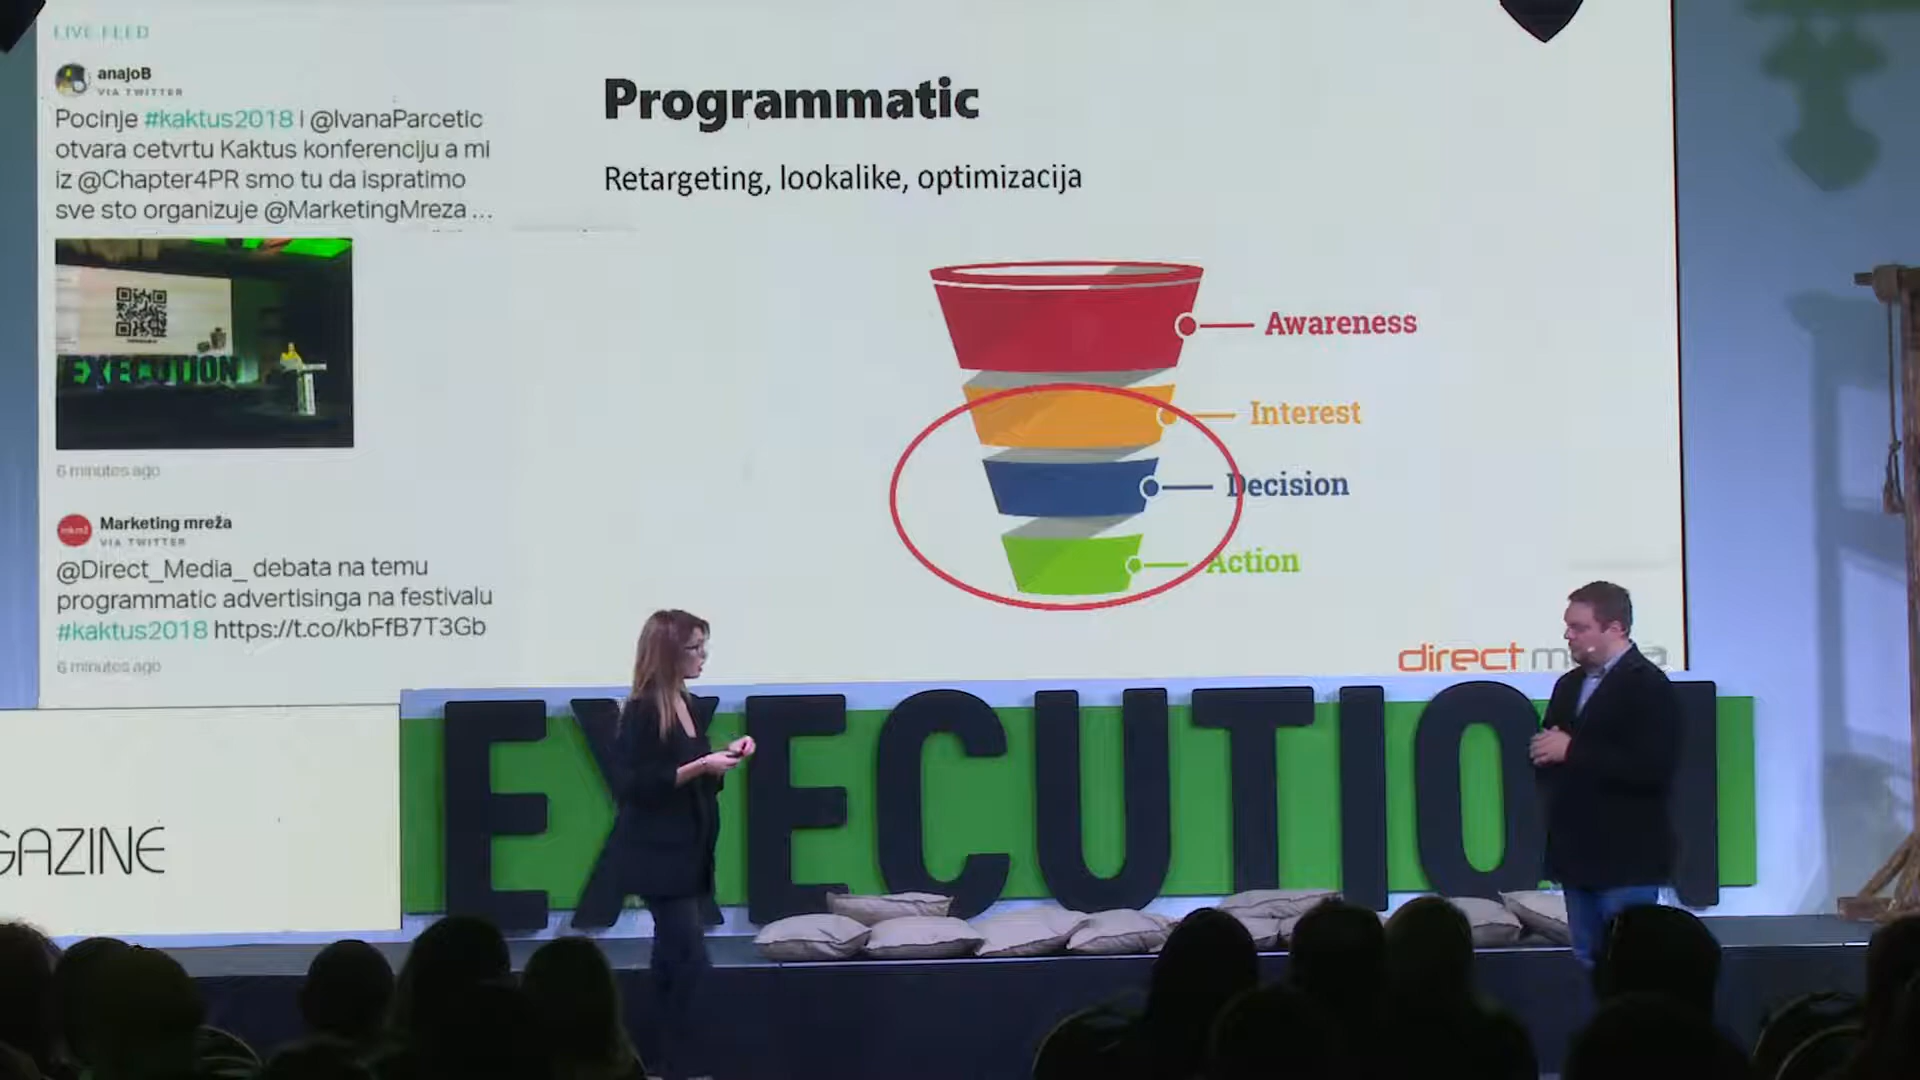 LIVE FEED
anajoB
VIA TWITTER
Pocinje #kaktus2018 i @IvanaParcetic
otvara cetvrtu Kaktus konferenciju a mi
iz @Chapter4PR smo tu da ispratimo
sve sto organizuje @MarketingMreza ...
EXECUTION
6 minutes ago
Marketing mreža
VIA TWITTER
@Direct_Media_ debata na temu
programmatic advertisinga na festivalu
#kaktus2018 https://t.co/kbFfB7T3Gb
6 minutes ago
Programmatic
Retargeting, lookalike, optimizacija
Awareness
Interest
Decision
Action
direct
GAZINE
EXECUTION